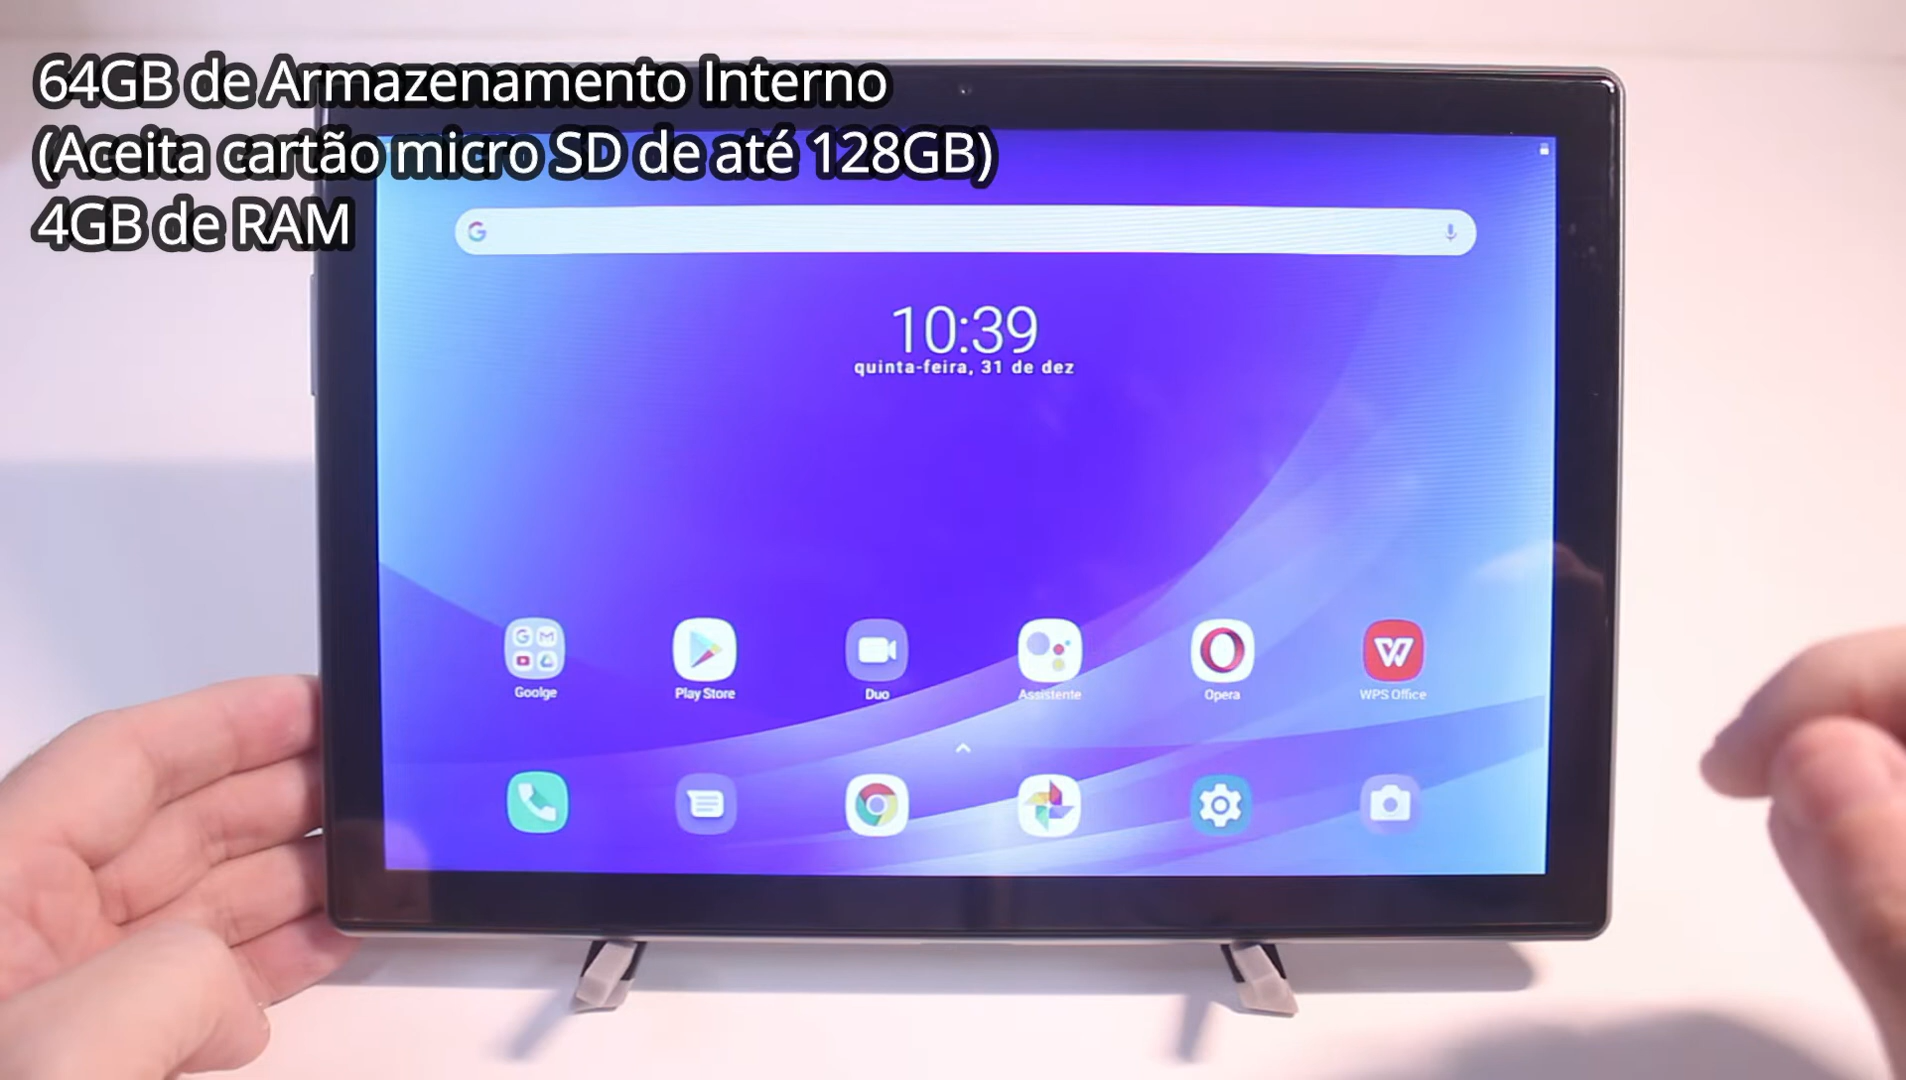 64GB de Armazenamento Interno
(Aceita cartão micro SD de até 128GB)
4GB de RAM
10:39
quinta-feira, 31 de dez
Goolge
Play Store
Duo
Assistente
Opera
WPS Office